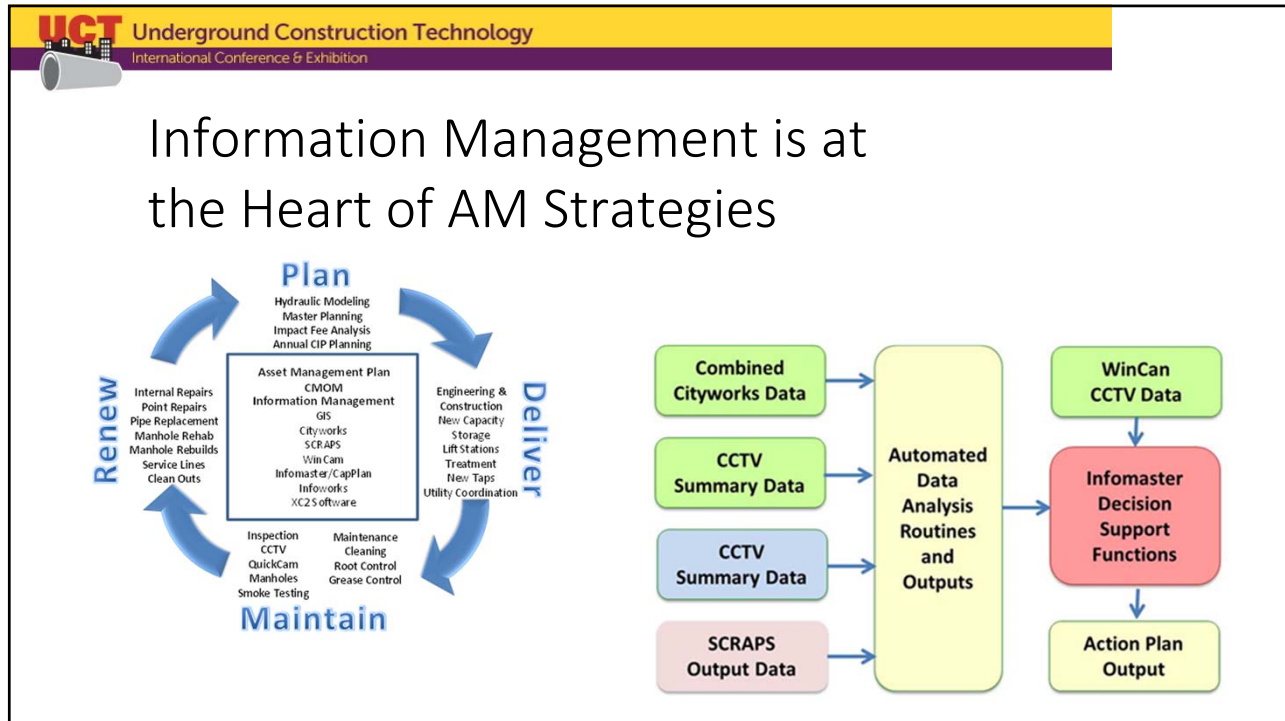 UCT Underground Construction Technology
International Conference & Exhibition
Information Management is at
the Heart of AM Strategies
Plan
Hydraulic Modeling
Master Planning
Impact Fee Analysis
Annual CIP Planning
Renew
Internal Repairs
Point Repairs
Pipe Replacement
Manhole Rehab
Manhole Rebuilds
Service Lines
Clean Outs
Asset Management Plan
CMOM
Information Management
GIS
Cityworks
SCRAPS
WinCam
Infomaster/CapPlan
Infoworks
XC2 Software
Engineering &
Construction
New Capacity
Storage
Lift Stations
Treatment
New Taps
Utility Coordination
Deliver
Inspection
CCTV
QuickCam
Manholes
Smoke Testing
Maintenance
Cleaning
Root Control
Grease Control
Maintain
Combined
Cityworks Data
CCTV
Summary Data
CCTV
Summary Data
SCRAPS
Output Data
Automated
Data
Analysis
Routines
and
Outputs
WinCan
CCTV Data
Infomaster
Decision
Support
Functions
Action Plan
Output